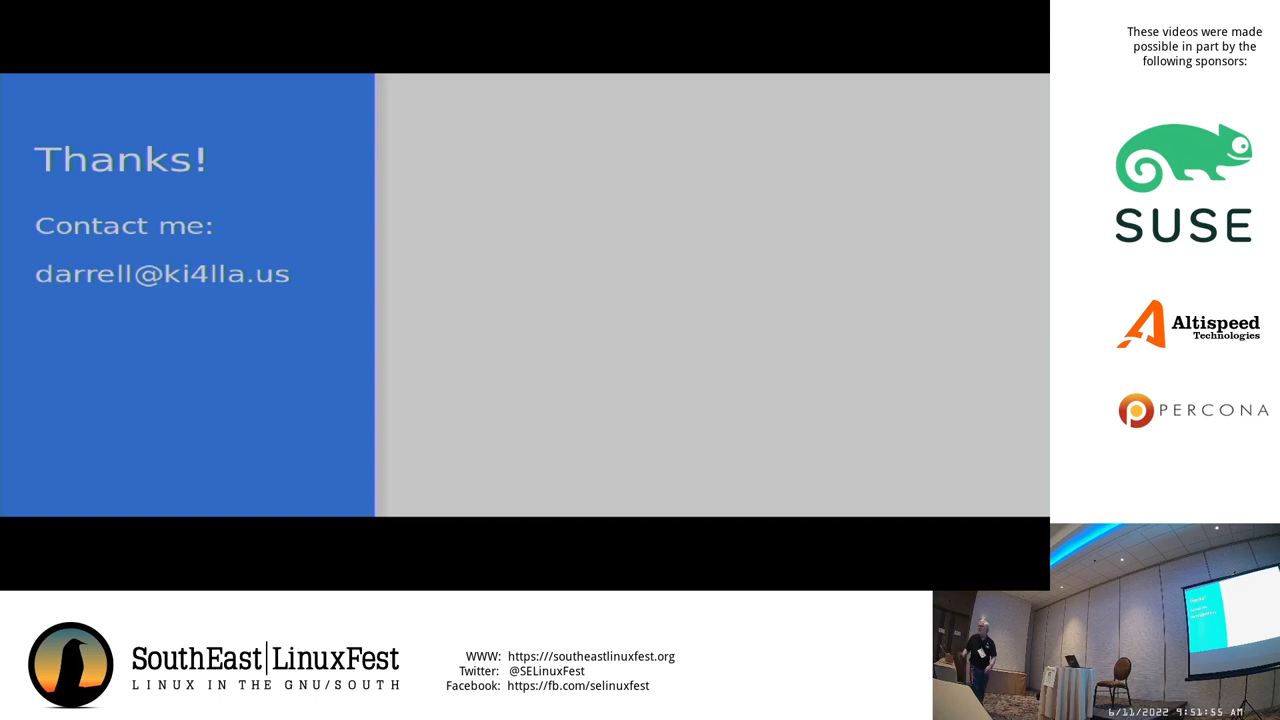 Thanks!
Contact me:
darrell@ki4lla.us
These videos were made
possible in part by the
following sponsors:
SUSE
Altispeed
Technologies
PERCONA
SouthEast LinuxFest
LINUX IN THE GNU/SOUTH
WWW: https:///southeastlinuxfest.org
Twitter: @SELinuxFest
Facebook: https://fb.com/selinuxfest
6/11/2022 9:51:55 AM